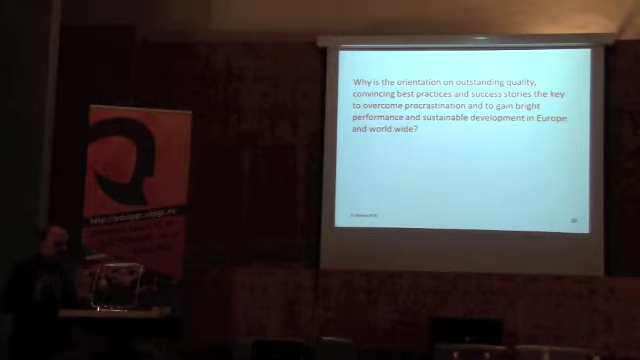 Why is the orientation on outstanding quality,
convincing best practices and success stories the key
to overcome procrastination and to gain bright
performance and sustainable development in Europe
and world wide?
20